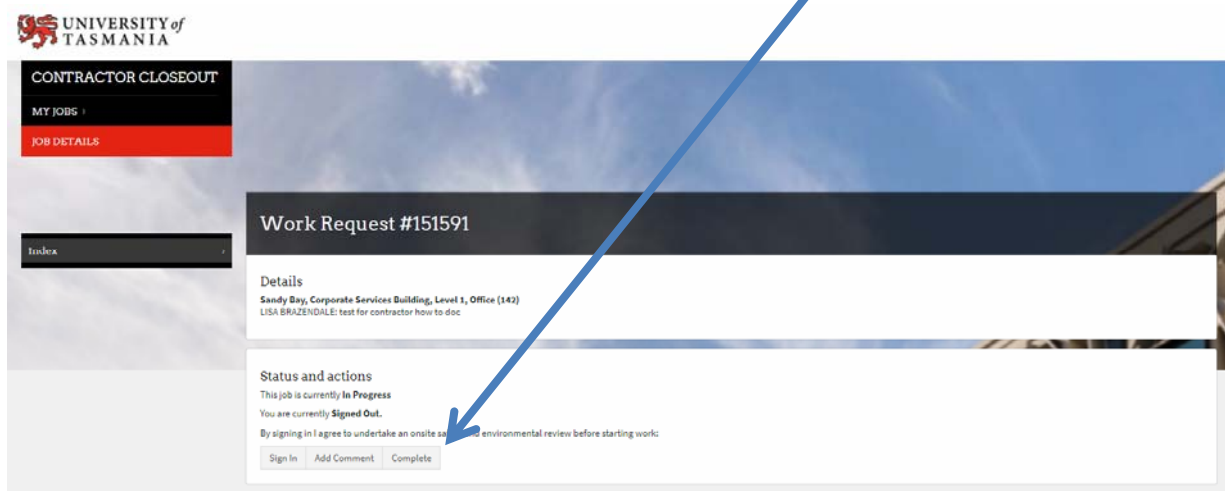 UNIVERSITY of
TASMANIA
CONTRACTOR CLOSEOUT
MY JOBS
JOB DETAILS
Index
Work Request #151591
Details
Sandy Bay, Corporate Services Building, Level 1, Office (142)
LISA BRAZENDALE: test for contractor how to doc
Status and actions
This job is currently In Progress
You are currently Signed Out.
By signing in I agree to undertake an onsite environmental review before starting work:
Sign In Add Comment Complete